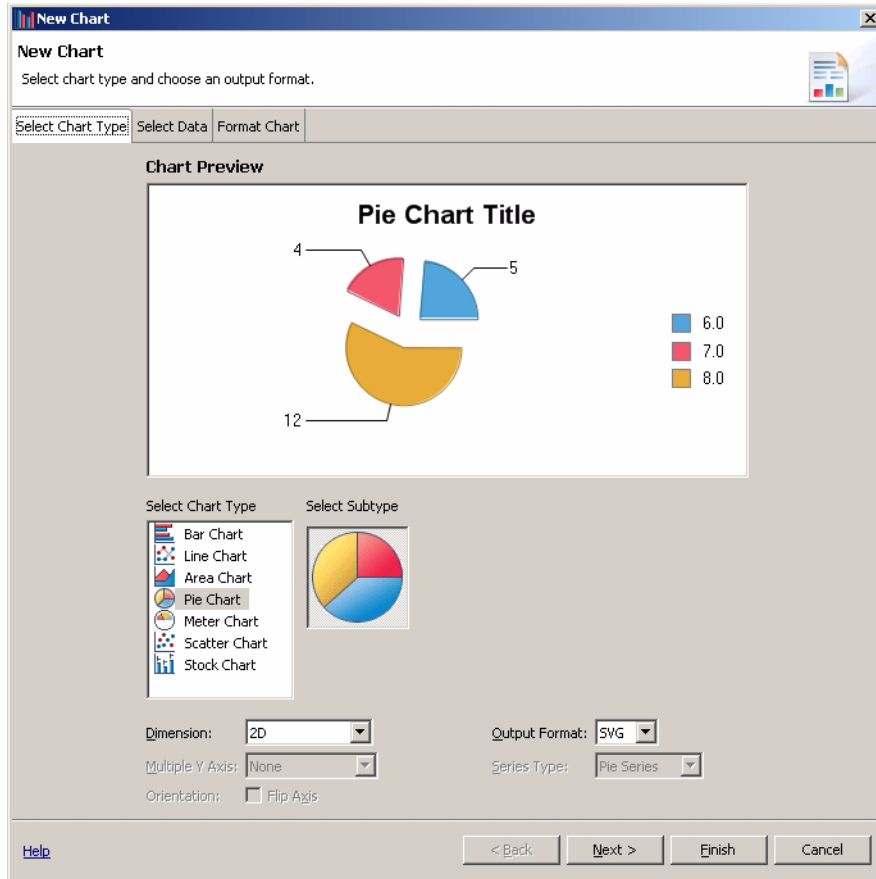 New Chart
New Chart
Select chart type and choose an output format.
Select Chart Type Select Data Format Chart
Chart Preview
Pie Chart Title
4
5
12
6.0
7.0
8.0
Select Chart Type
Select Subtype
Bar Chart
Line Chart
Area Chart
Pie Chart
Meter Chart
Scatter Chart
Stock Chart
Dimension: 2D
Output Format: SVG
Multiple Y Axis: None
Series Type: Pie Series
Orientation: Flip Axis
Help
< Back
Next >
Finish
Cancel